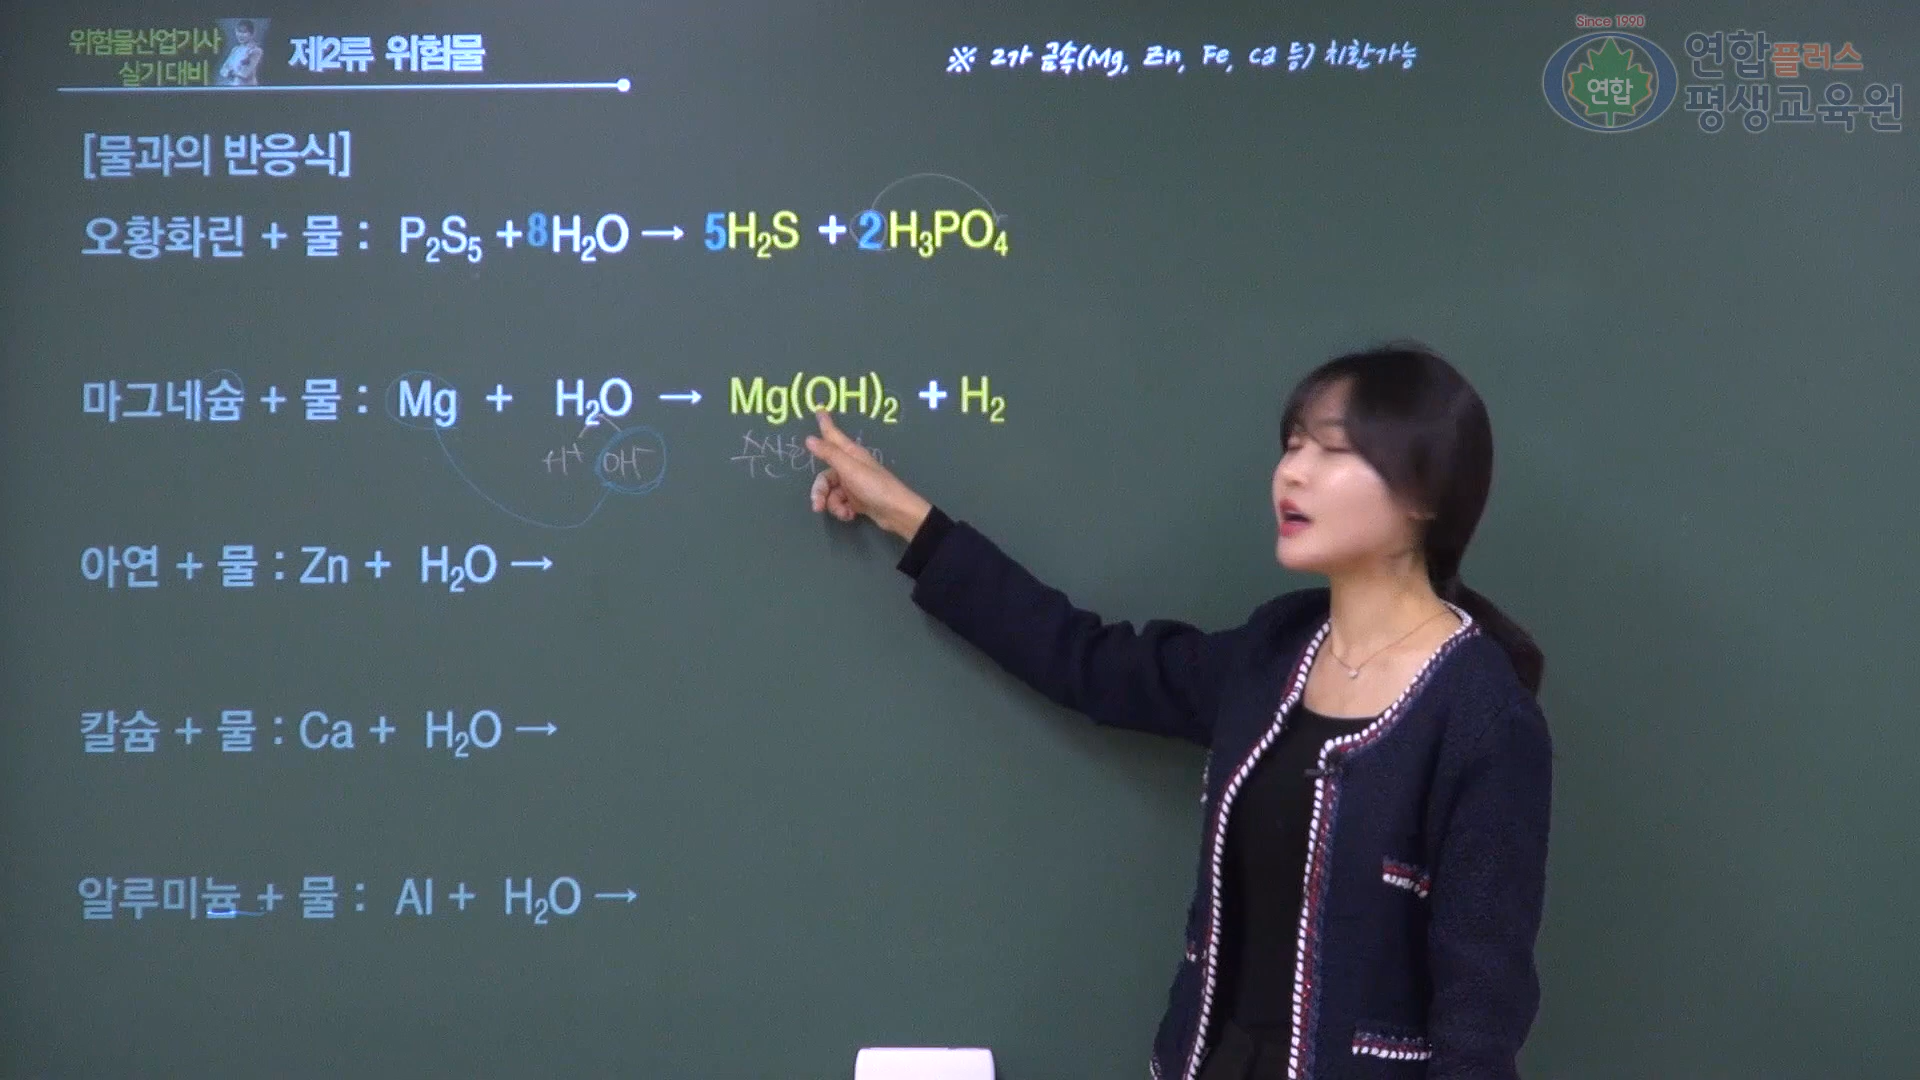 위험물산업기사
실기대비
제2류 위험물
※ 2가 금속(Mg, Zn, Fe, Ca 등) 치환가능
Since 1990
연합
연합플러스
평생교육원
[물과의 반응식]
오황화린 + 물 : P₂S₅ + 8H₂O → 5H₂S + 2H₃PO₄
마그네슘 + 물 : Mg + H₂O → Mg(OH)₂ + H₂
H⁺ OH⁻
아연 + 물 : Zn + H₂O →
칼슘 + 물 : Ca + H₂O →
알루미늄 + 물 : Al + H₂O →